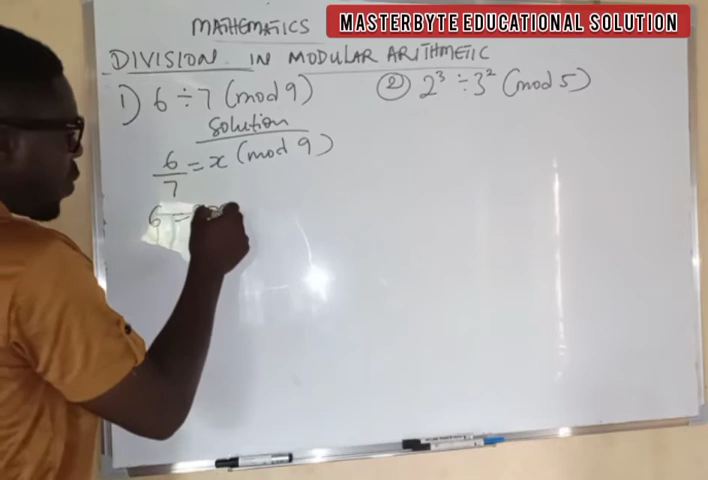 MATHEMATICS
MASTERBYTE EDUCATIONAL SOLUTION
DIVISION IN MODULAR ARITHMETIC
1) 6 ÷ 7 (mod 9)
② 2³ ÷ 3² (mod 5)
Solution
6/7 = x (mod 9)
6 =